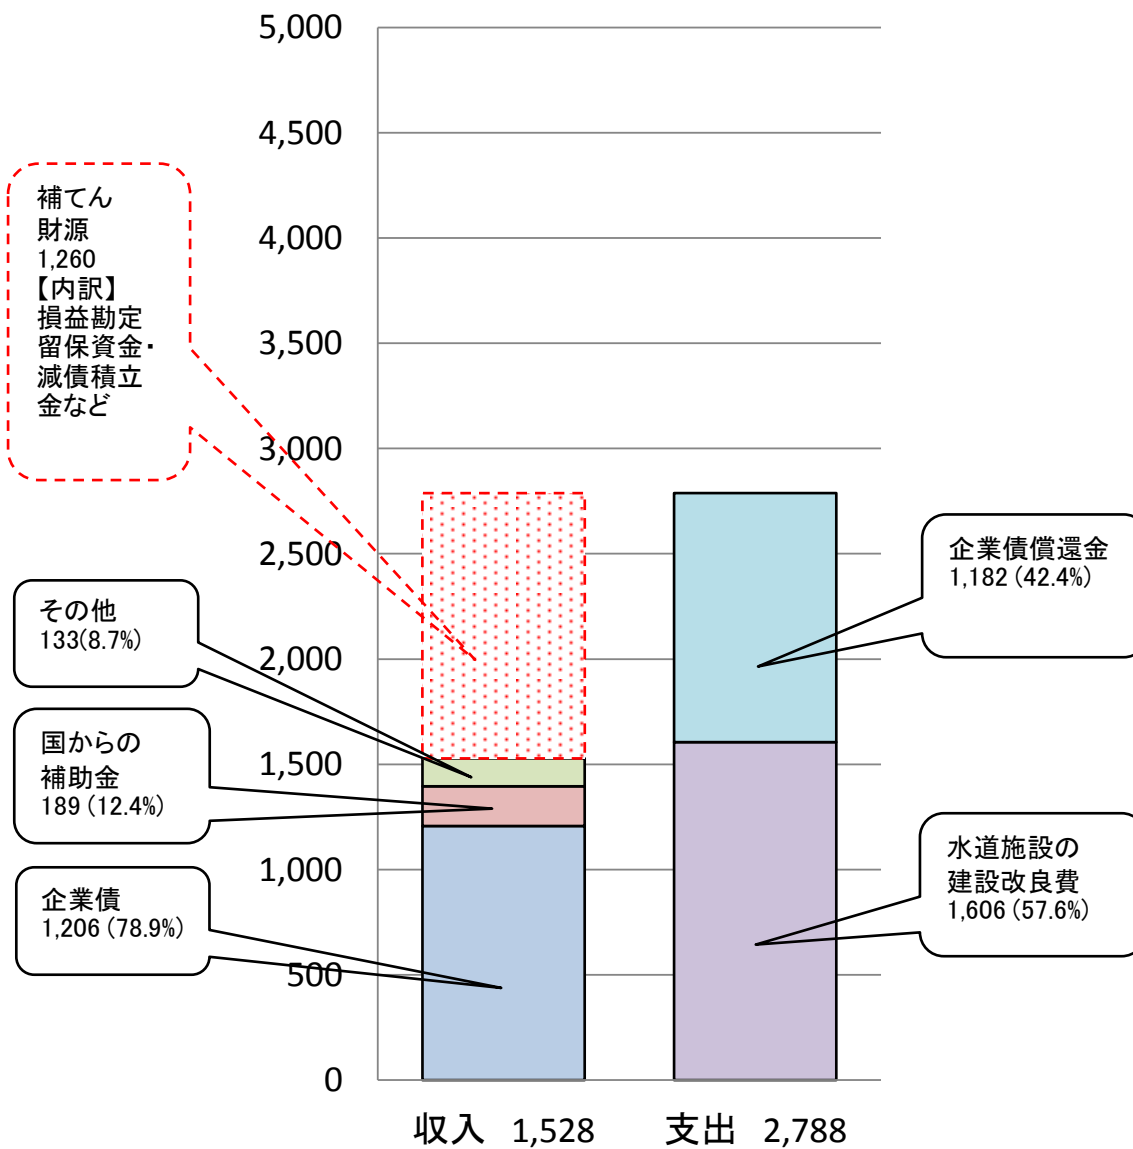 5,000
4,500
4,000
3,500
3,000
2,500
2,000
1,500
1,000
500
0
補てん
財源
1,260
【内訳】
損益勘定
留保資金・
減債積立
金など
その他
133(8.7%)
国からの
補助金
189 (12.4%)
企業債
1,206 (78.9%)
企業債償還金
1,182 (42.4%)
水道施設の
建設改良費
1,606 (57.6%)
収入 1,528
支出 2,788